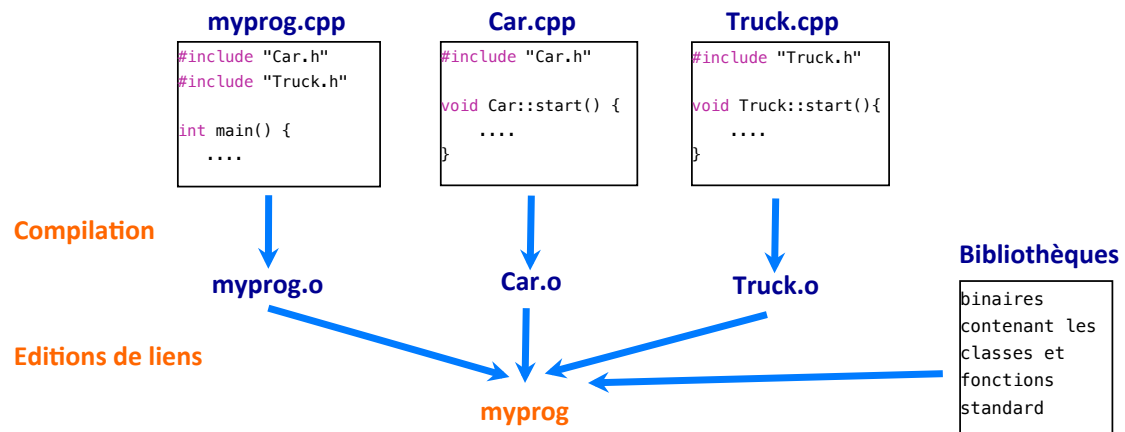 myprog.cpp
#include "Car.h"
#include "Truck.h"
int main() {
....
Car.cpp
#include "Car.h"
void Car::start() {
....
}
Truck.cpp
#include "Truck.h"
void Truck::start(){
....
}
Compilation
myprog.o
Car.o
Truck.o
Bibliothèques
binaires
contenant les
classes et
fonctions
standard
Editions de liens
myprog